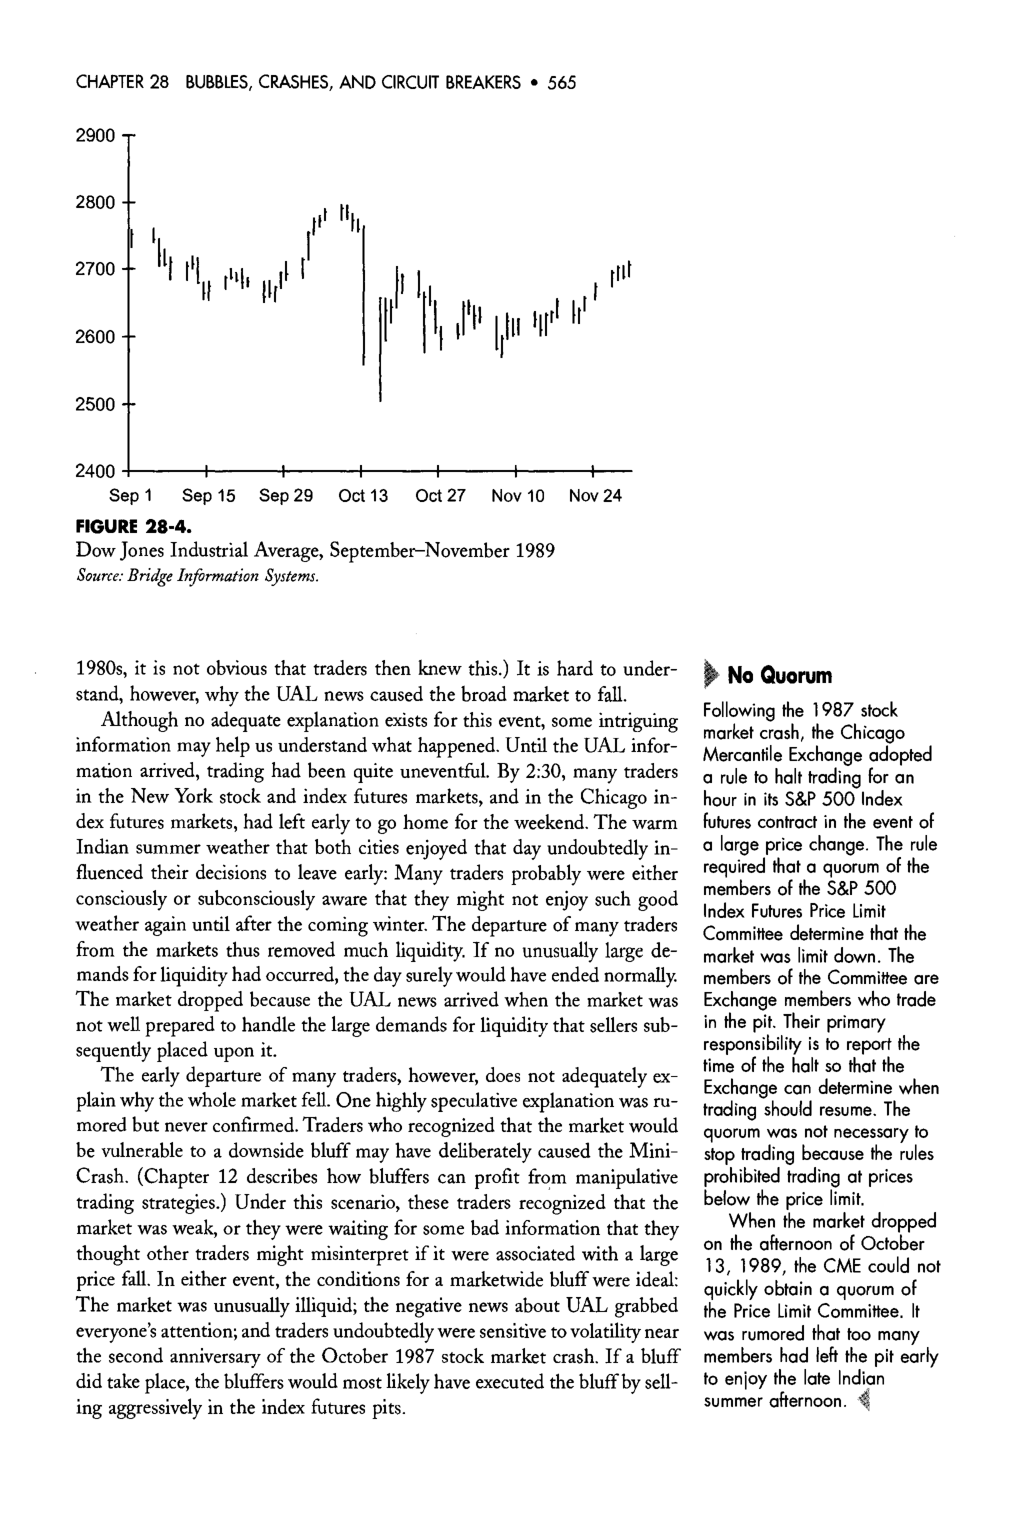 CHAPTER 28 BUBBLES, CRASHES, AND CIRCUIT BREAKERS • 565
2900
2800
2700
2600
2500
2400
Sep 1 Sep 15 Sep 29 Oct 13 Oct 27 Nov 10 Nov 24
FIGURE 28-4.
Dow Jones Industrial Average, September–November 1989
Source: Bridge Information Systems.
1980s, it is not obvious that traders then knew this.) It is hard to under-
stand, however, why the UAL news caused the broad market to fall.
Although no adequate explanation exists for this event, some intriguing
information may help us understand what happened. Until the UAL infor-
mation arrived, trading had been quite uneventful. By 2:30, many traders
in the New York stock and index futures markets, and in the Chicago in-
dex futures markets, had left early to go home for the weekend. The warm
Indian summer weather that both cities enjoyed that day undoubtedly in-
fluenced their decisions to leave early: Many traders probably were either
consciously or subconsciously aware that they might not enjoy such good
weather again until after the coming winter. The departure of many traders
from the markets thus removed much liquidity. If no unusually large de-
mands for liquidity had occurred, the day surely would have ended normally.
The market dropped because the UAL news arrived when the market was
not well prepared to handle the large demands for liquidity that sellers sub-
sequently placed upon it.
The early departure of many traders, however, does not adequately ex-
plain why the whole market fell. One highly speculative explanation was ru-
mored but never confirmed. Traders who recognized that the market would
be vulnerable to a downside bluff may have deliberately caused the Mini-
Crash. (Chapter 12 describes how bluffers can profit from manipulative
trading strategies.) Under this scenario, these traders recognized that the
market was weak, or they were waiting for some bad information that they
thought other traders might misinterpret if it were associated with a large
price fall. In either event, the conditions for a marketwide bluff were ideal:
The market was unusually illiquid; the negative news about UAL grabbed
everyone's attention; and traders undoubtedly were sensitive to volatility near
the second anniversary of the October 1987 stock market crash. If a bluff
did take place, the bluffers would most likely have executed the bluff by sell-
ing aggressively in the index futures pits.
No Quorum
Following the 1987 stock
market crash, the Chicago
Mercantile Exchange adopted
a rule to halt trading for an
hour in its S&P 500 Index
futures contract in the event of
a large price change. The rule
required that a quorum of the
members of the S&P 500
Index Futures Price Limit
Committee determine that the
market was limit down. The
members of the Committee are
Exchange members who trade
in the pit. Their primary
responsibility is to report the
time of the halt so that the
Exchange can determine when
trading should resume. The
quorum was not necessary to
stop trading because the rules
prohibited trading at prices
below the price limit.
When the market dropped
on the afternoon of October
13, 1989, the CME could not
quickly obtain a quorum of
the Price Limit Committee. It
was rumored that too many
members had left the pit early
to enjoy the late Indian
summer afternoon.